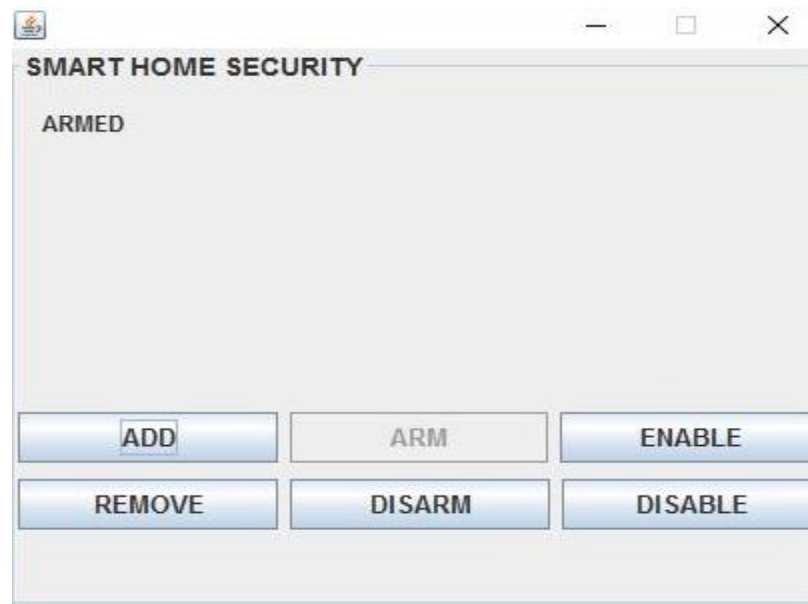 SMART HOME SECURITY
ARMED
ADD ARM ENABLE
REMOVE DISARM DISABLE